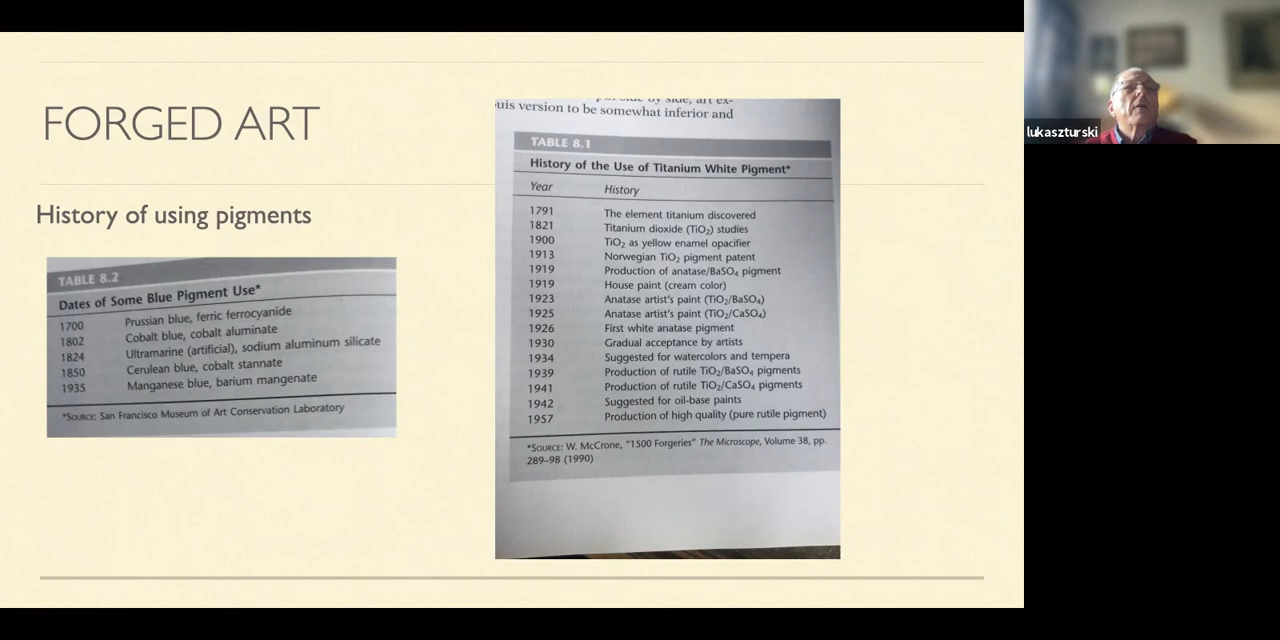 FORGED ART
History of using pigments
TABLE 8.2
Dates of Some Blue Pigment Use*
1700 Prussian blue, ferric ferrocyanide
1802 Cobalt blue, cobalt aluminate
1824 Ultramarine (artificial), sodium aluminum silicate
1850 Cerulean blue, cobalt stannate
1935 Manganese blue, barium mangenate
*SOURCE: San Francisco Museum of Art Conservation Laboratory
by side, art ex-
uis version to be somewhat inferior and
TABLE 8.1
History of the Use of Titanium White Pigment*
Year History
1791 The element titanium discovered
1821 Titanium dioxide (TiO₂) studies
1900 TiO₂ as yellow enamel opacifier
1913 Norwegian TiO₂ pigment patent
1919 Production of anatase/BaSO₄ pigment
1919 House paint (cream color)
1923 Anatase artist's paint (TiO₂/BaSO₄)
1925 Anatase artist's paint (TiO₂/CaSO₄)
1926 First white anatase pigment
1930 Gradual acceptance by artists
1934 Suggested for watercolors and tempera
1939 Production of rutile TiO₂/BaSO₄ pigments
1941 Production of rutile TiO₂/CaSO₄ pigments
1942 Suggested for oil-base paints
1957 Production of high quality (pure rutile pigment)
*SOURCE: W. McCrone, "1500 Forgeries" The Microscope, Volume 38, pp.
289–98 (1990)
lukaszturski